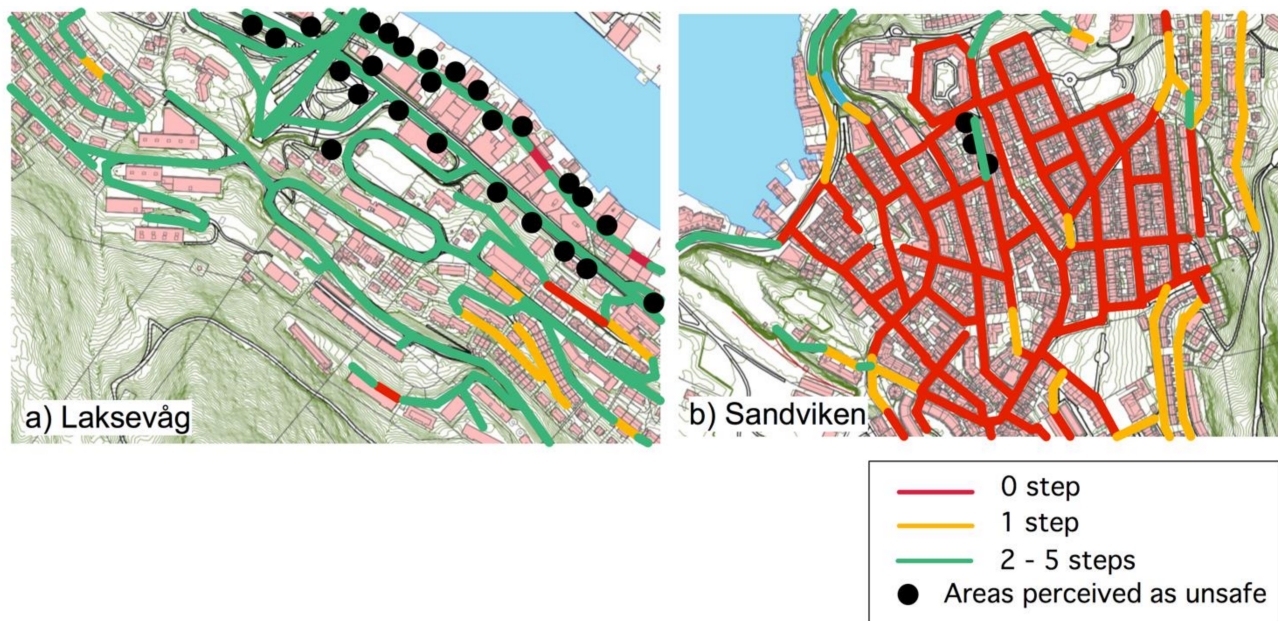 a) Laksevåg
b) Sandviken
0 step
1 step
2 - 5 steps
Areas perceived as unsafe